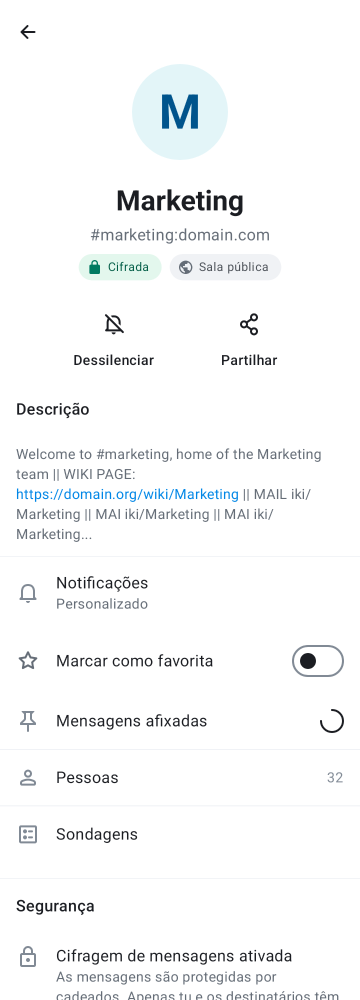 M
Marketing
#marketing:domain.com
Cifrada
Sala pública
Dessilenciar
Partilhar
Descrição
Welcome to #marketing, home of the Marketing
team || WIKI PAGE:
https://domain.org/wiki/Marketing || MAIL iki/
Marketing || MAI iki/Marketing || MAI iki/
Marketing...
Notificações
Personalizado
Marcar como favorita
Mensagens afixadas
Pessoas
32
Sondagens
Segurança
Cifragem de mensagens ativada
As mensagens são protegidas por
cadeados. Apenas tu e os destinatários têm